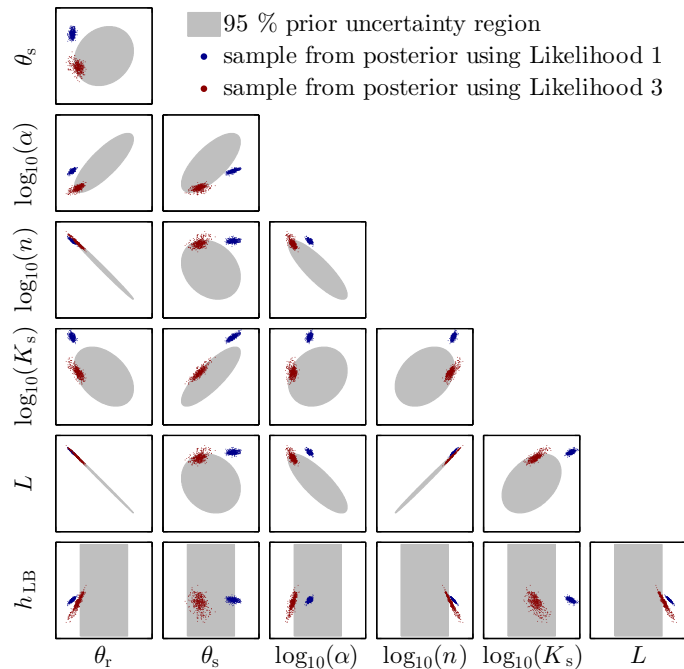 95 % prior uncertainty region
sample from posterior using Likelihood 1
sample from posterior using Likelihood 3
θs
log10(α)
log10(n)
log10(Ks)
L
hLB
θr θs log10(α) log10(n) log10(Ks) L